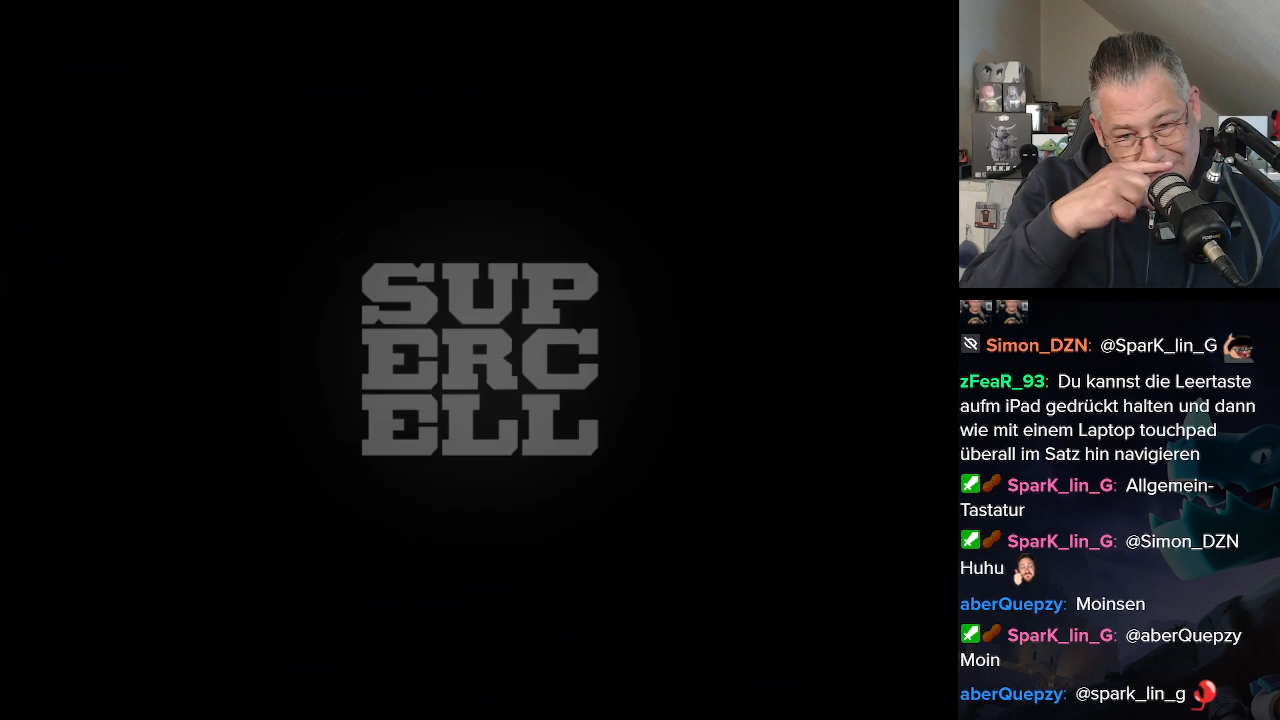 SUP
ERC
ELL
P.E.K.K
Simon_DZN: @SparK_lin_G
zFeaR_93: Du kannst die Leertaste
aufm iPad gedrückt halten und dann
wie mit einem Laptop touchpad
überall im Satz hin navigieren
SparK_lin_G: Allgemein-
Tastatur
SparK_lin_G: @Simon_DZN
Huhu
aberQuepzy: Moinsen
SparK_lin_G: @aberQuepzy
Moin
aberQuepzy: @spark_lin_g